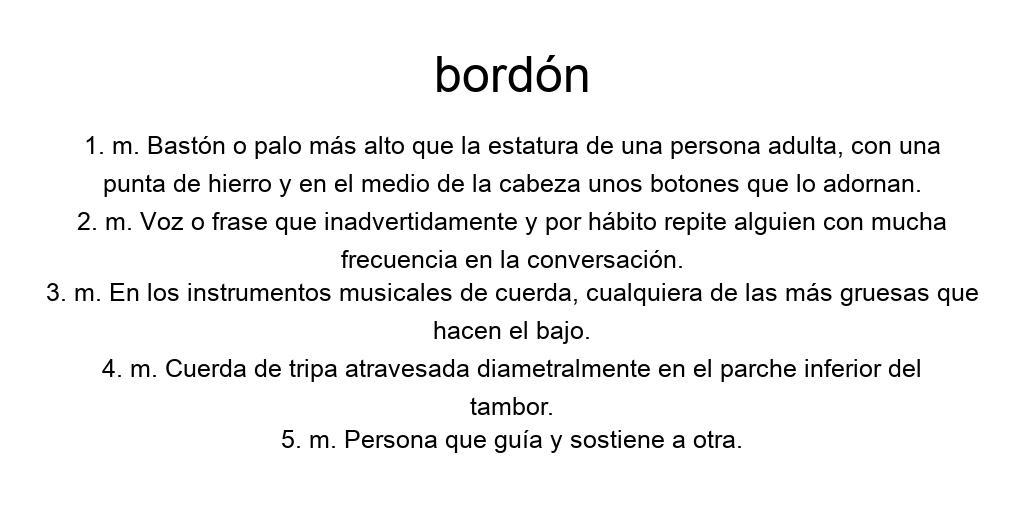 bordón
1. m. Bastón o palo más alto que la estatura de una persona adulta, con una
punta de hierro y en el medio de la cabeza unos botones que lo adornan.
2. m. Voz o frase que inadvertidamente y por hábito repite alguien con mucha
frecuencia en la conversación.
3. m. En los instrumentos musicales de cuerda, cualquiera de las más gruesas que
hacen el bajo.
4. m. Cuerda de tripa atravesada diametralmente en el parche inferior del
tambor.
5. m. Persona que guía y sostiene a otra.